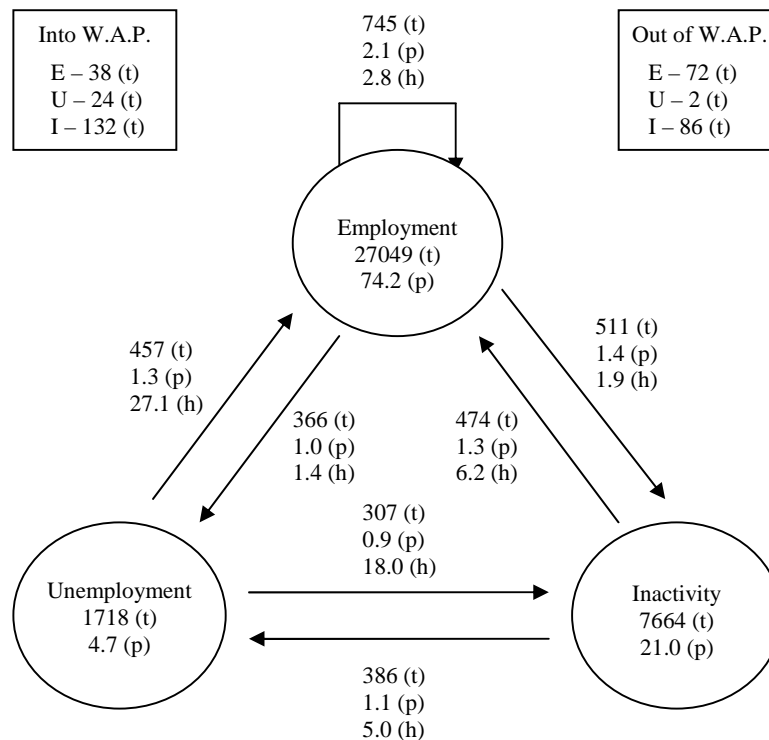 Into W.A.P.
E – 38 (t)
U – 24 (t)
I – 132 (t)
745 (t)
2.1 (p)
2.8 (h)
Out of W.A.P.
E – 72 (t)
U – 2 (t)
I – 86 (t)
Employment
27049 (t)
74.2 (p)
457 (t)
1.3 (p)
27.1 (h)
366 (t)
1.0 (p)
1.4 (h)
474 (t)
1.3 (p)
6.2 (h)
511 (t)
1.4 (p)
1.9 (h)
307 (t)
0.9 (p)
18.0 (h)
Unemployment
1718 (t)
4.7 (p)
Inactivity
7664 (t)
21.0 (p)
386 (t)
1.1 (p)
5.0 (h)